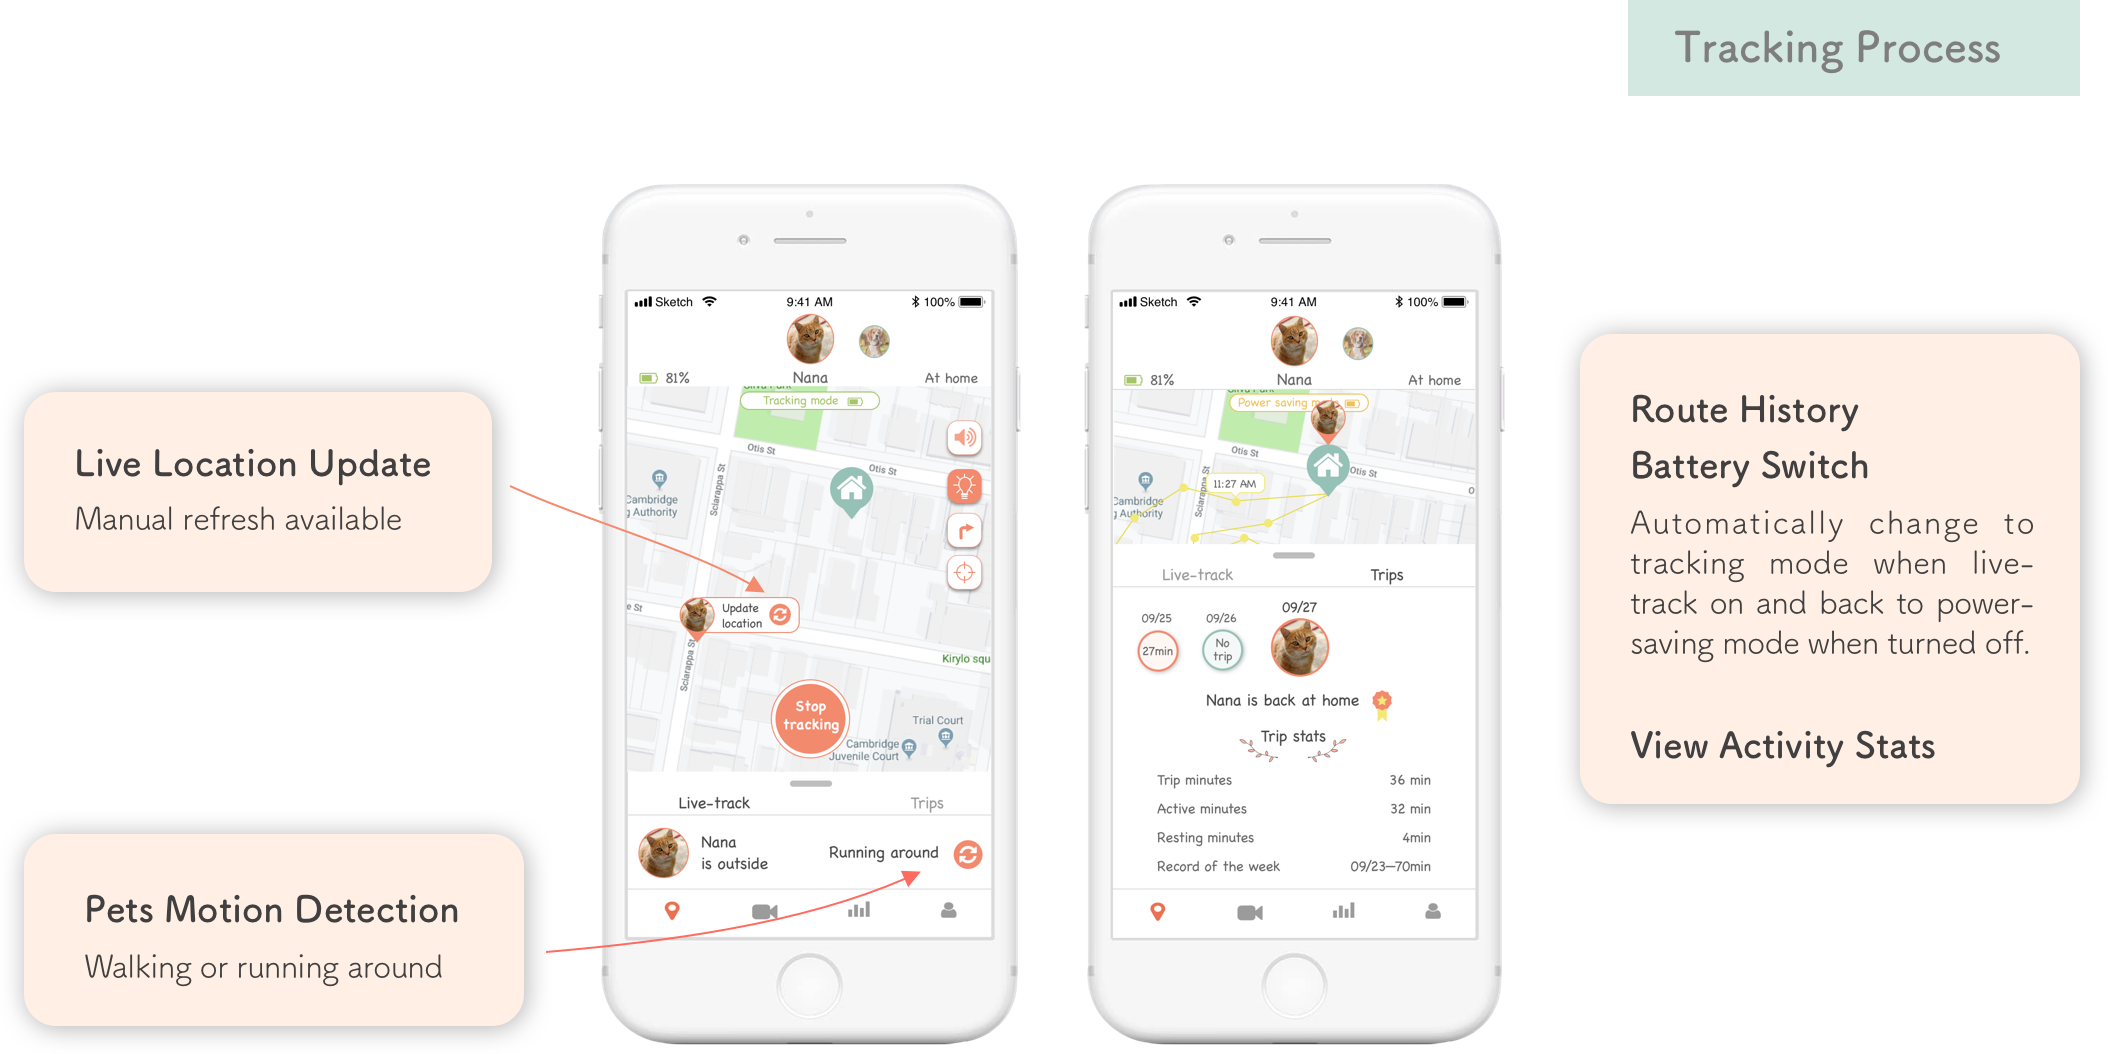 Tracking Process
Live Location Update
Manual refresh available
Pets Motion Detection
Walking or running around
Sketch
9:41 AM
100%
81%
Nana
At home
Tracking mode
Otis St
Otis St
Sciarappa St
Cambridge
g Authority
Update
location
e St
Sciarappa St
Kirylo squ
Stop
tracking
Trial Court
Cambridge
Juvenile Court
Live-track
Trips
Nana
is outside
Running around
Sketch
9:41 AM
100%
81%
Nana
At home
Power saving m
Otis St
Otis St
11:27 AM
Cambridge
g Authority
Live-track
Trips
09/25
09/26
09/27
27min
No
trip
Nana is back at home
Trip stats
Trip minutes 36 min
Active minutes 32 min
Resting minutes 4min
Record of the week 09/23—70min
Route History
Battery Switch
Automatically change to
tracking mode when live-
track on and back to power-
saving mode when turned off.
View Activity Stats